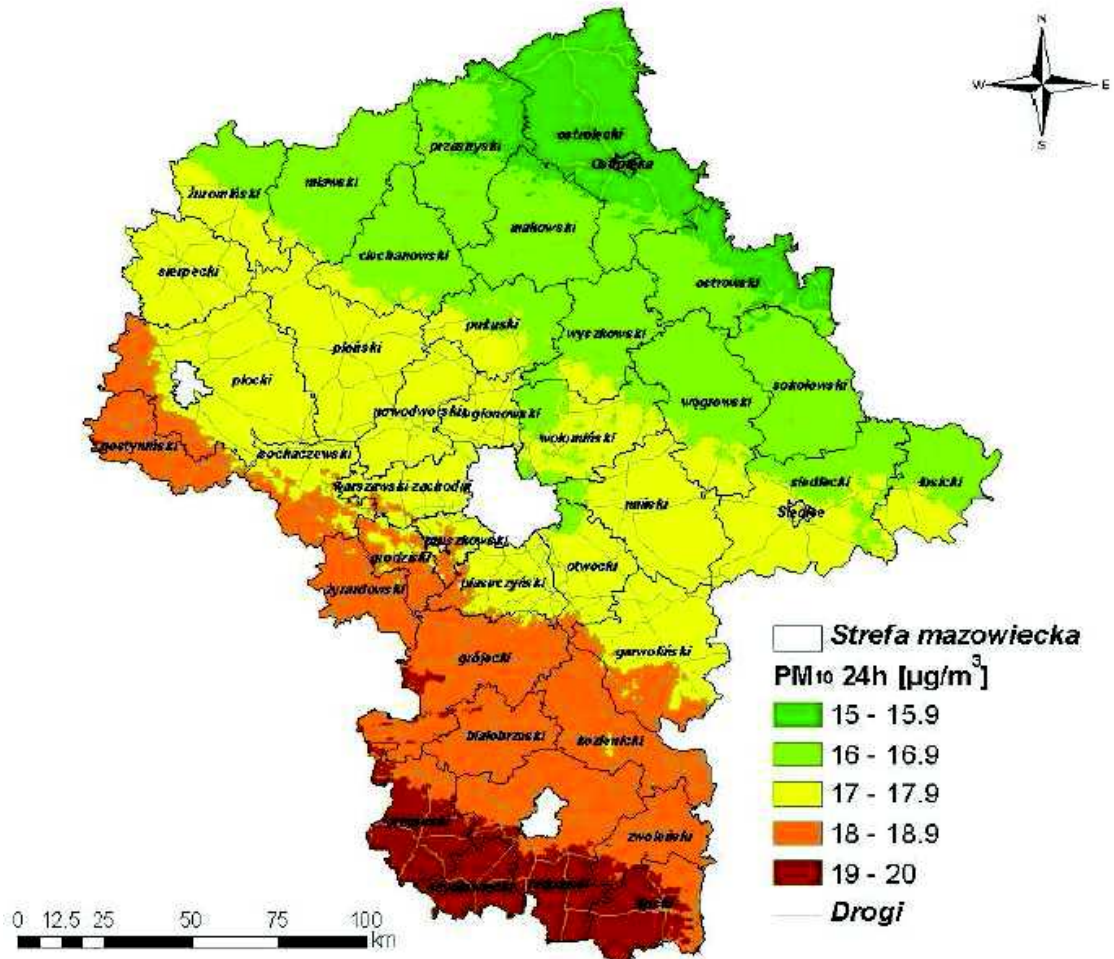 N
W E
S
ostrołęcki
Ostrołęka
przasnyski
żuromiński
mławski
makowski
ciechanowski
sierpecki
ostrowski
pułtuski
wyszkowski
płoński
płocki
sokołowski
węgrowski
nowodworski
legionowski
wołomiński
gostyniński
sochaczewski
warszawski zachodni
siedlecki
łosicki
miński
Siedlce
pruszkowski
grodziski
otwocki
piaseczyński
żyrardowski
garwoliński
grójecki
białobrzeski
kozienicki
zwoleński
Strefa mazowiecka
PM10 24h [µg/m³]
15 - 15.9
16 - 16.9
17 - 17.9
18 - 18.9
19 - 20
Drogi
0 12.5 25 50 75 100
km